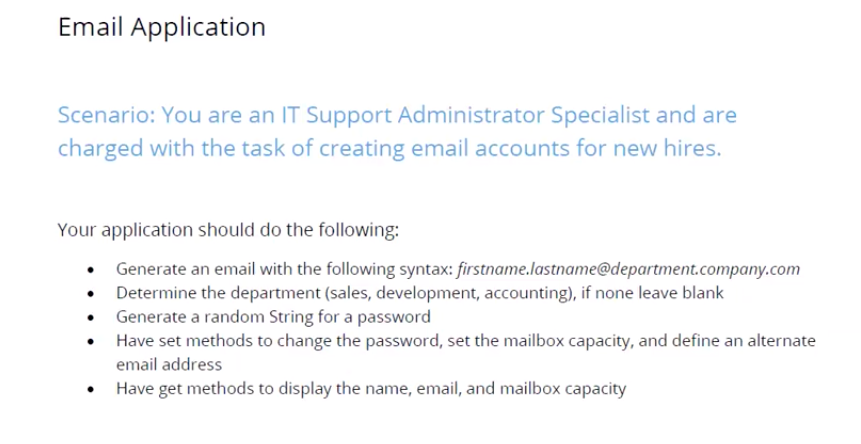 Email Application
Scenario: You are an IT Support Administrator Specialist and are
charged with the task of creating email accounts for new hires.
Your application should do the following:
• Generate an email with the following syntax: firstname.lastname@department.company.com
• Determine the department (sales, development, accounting), if none leave blank
• Generate a random String for a password
• Have set methods to change the password, set the mailbox capacity, and define an alternate
email address
• Have get methods to display the name, email, and mailbox capacity